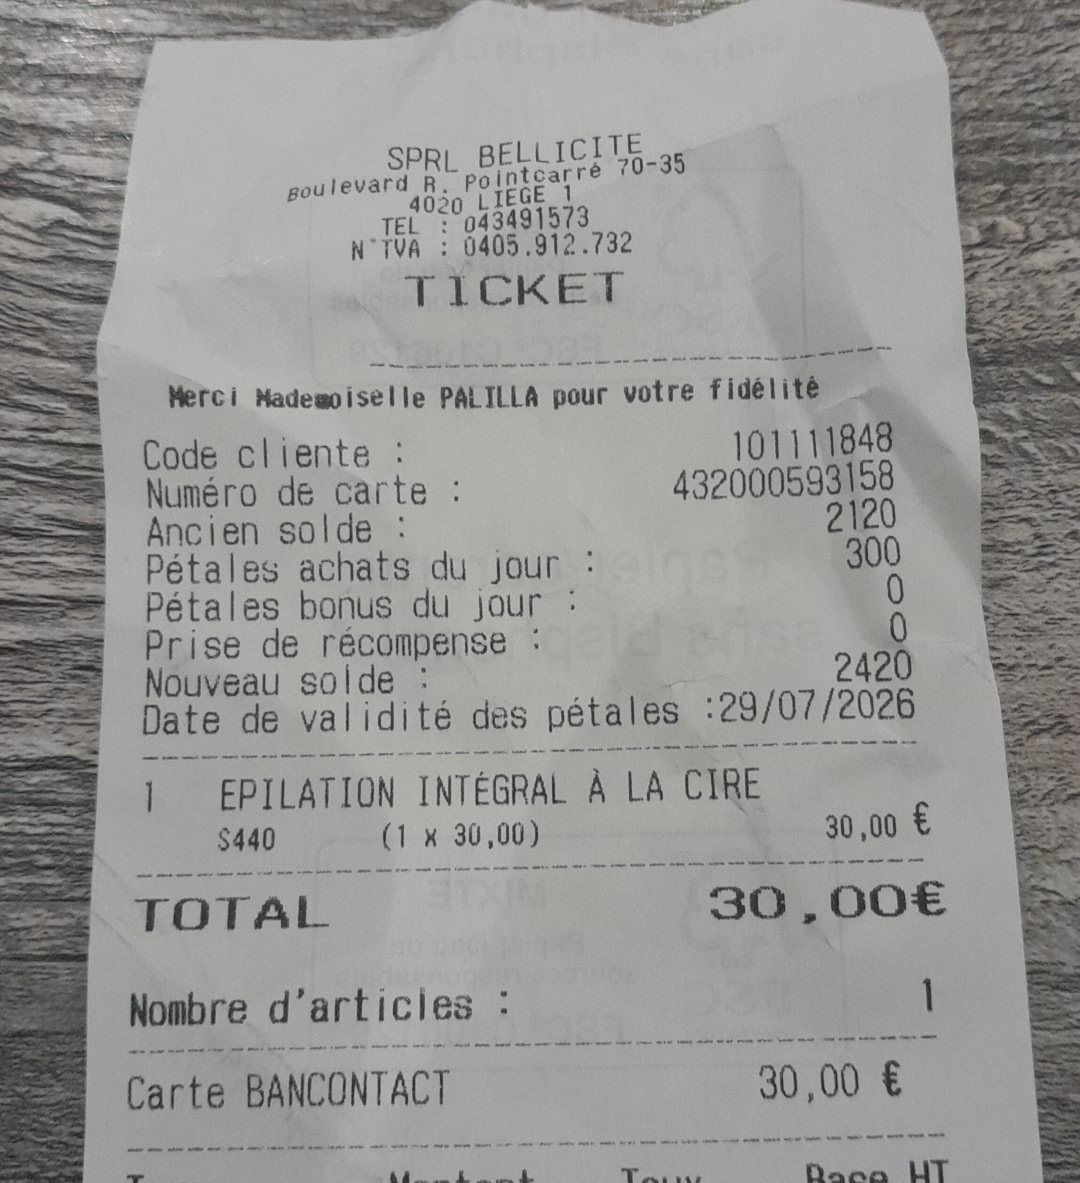 SPRL BELLICITE
Boulevard R. Pointcarré 70-35
4020 LIEGE 1
TEL : 043491573
N°TVA : 0405.912.732
TICKET
Merci Mademoiselle PALILLA pour votre fidélité
Code cliente : 101111848
Numéro de carte : 432000593158
Ancien solde : 2120
Pétales achats du jour : 300
Pétales bonus du jour : 0
Prise de récompense : 0
Nouveau solde : 2420
Date de validité des pétales :29/07/2026
1 EPILATION INTÉGRAL À LA CIRE
S440 (1 x 30,00) 30,00 €
TOTAL 30,00€
Nombre d'articles : 1
Carte BANCONTACT 30,00 €
Montant Taux Base HT